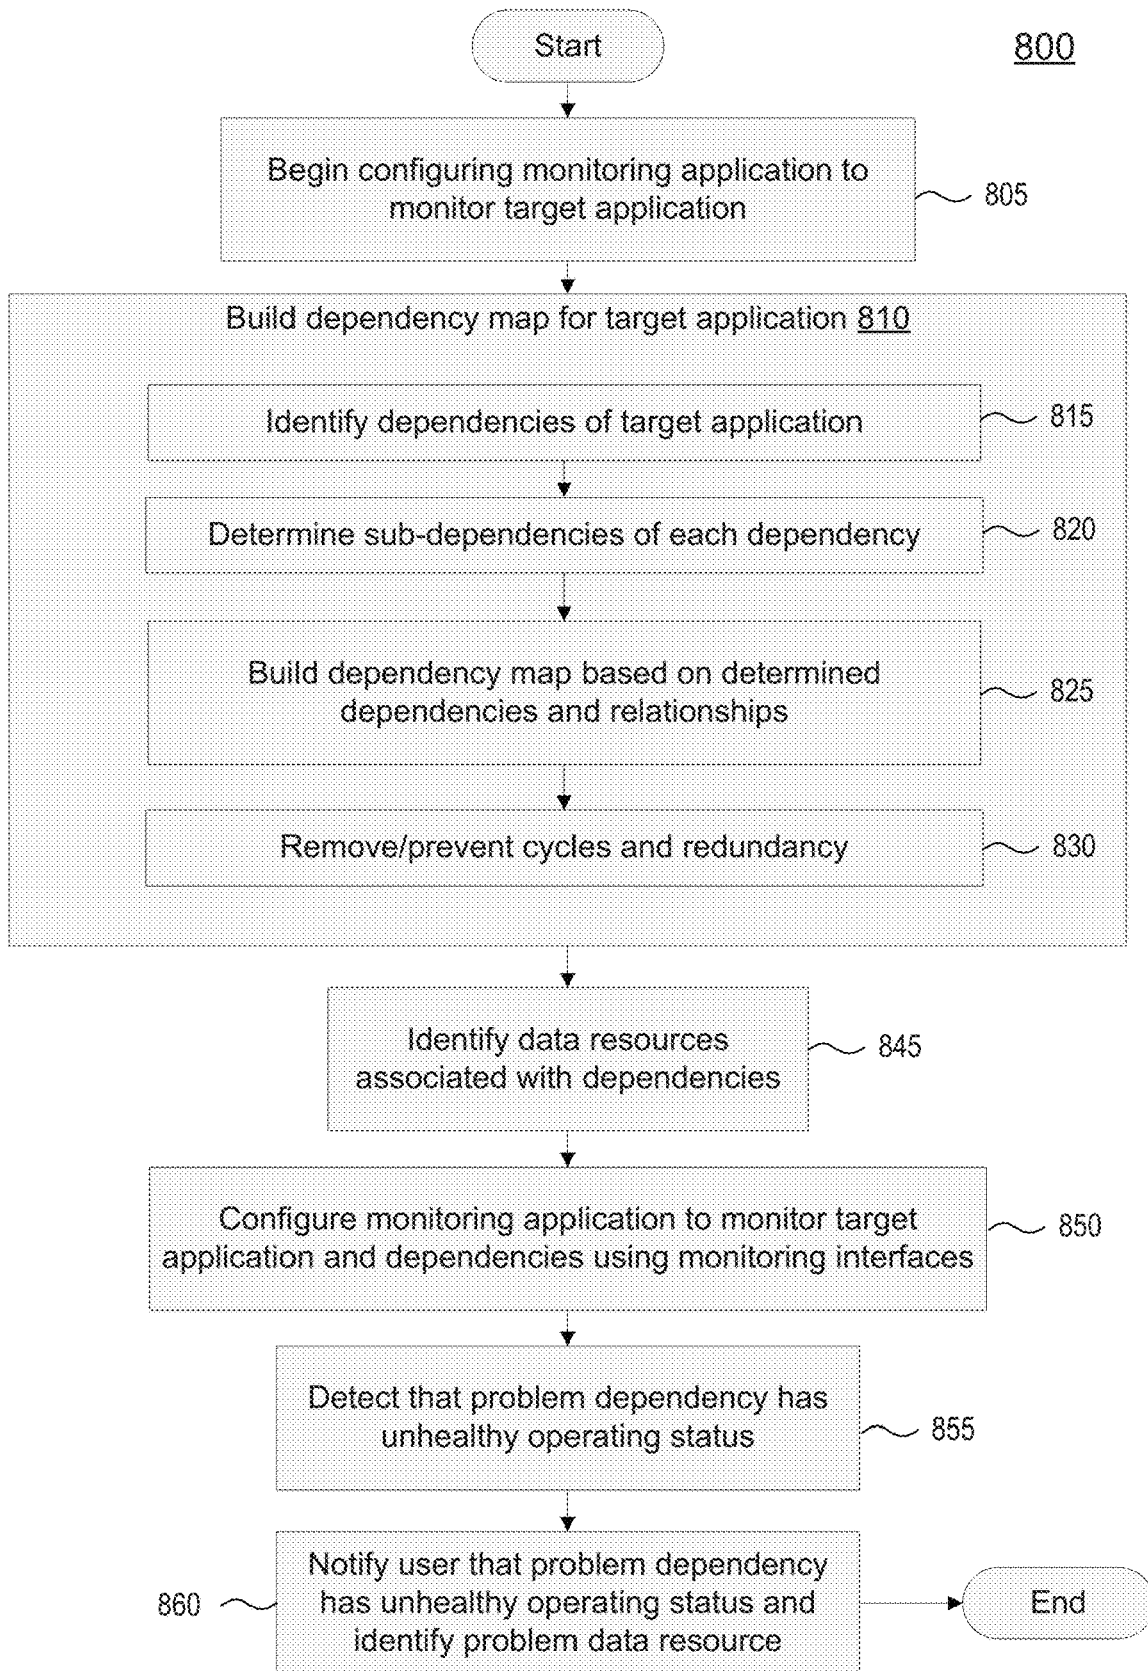 Start
800
Begin configuring monitoring application to
monitor target application
805
Build dependency map for target application 810
Identify dependencies of target application
815
Determine sub-dependencies of each dependency
820
Build dependency map based on determined
dependencies and relationships
825
Remove/prevent cycles and redundancy
830
Identify data resources
associated with dependencies
845
Configure monitoring application to monitor target
application and dependencies using monitoring interfaces
850
Detect that problem dependency has
unhealthy operating status
855
Notify user that problem dependency
has unhealthy operating status and
identify problem data resource
860
End